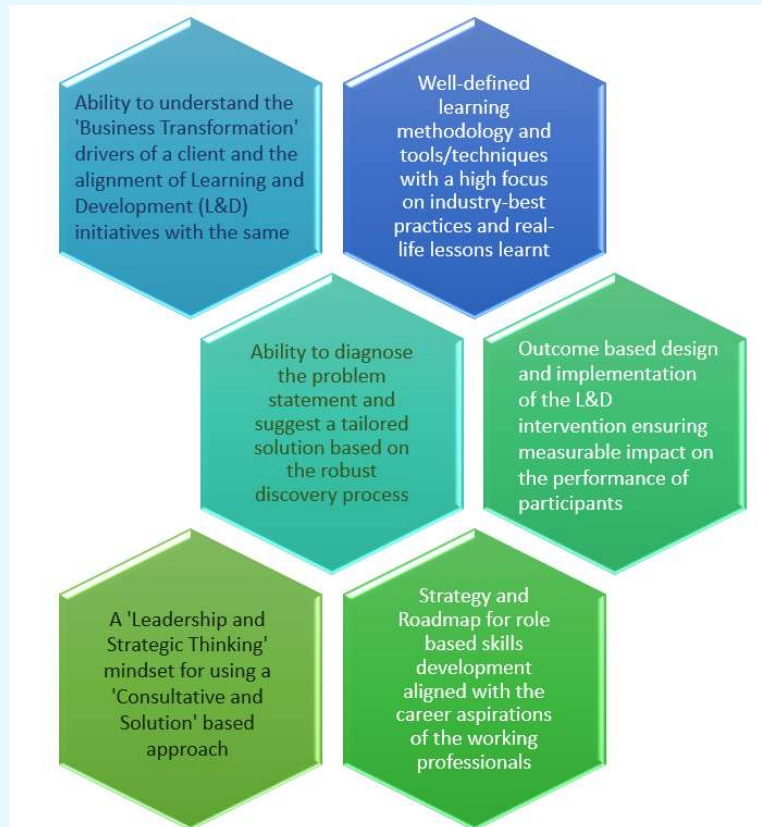 Ability to understand the
'Business Transformation'
drivers of a client and the
alignment of Learning and
Development (L&D)
initiatives with the same
Well-defined
learning
methodology and
tools/techniques
with a high focus
on industry-best
practices and real-
life lessons learnt
Ability to diagnose
the problem
statement and
suggest a tailored
solution based on
the robust
discovery process
Outcome based design
and implementation
of the L&D
intervention ensuring
measurable impact on
the performance of
participants
A 'Leadership and
Strategic Thinking'
mindset for using a
'Consultative and
Solution' based
approach
Strategy and
Roadmap for role
based skills
development
aligned with the
career aspirations
of the working
professionals